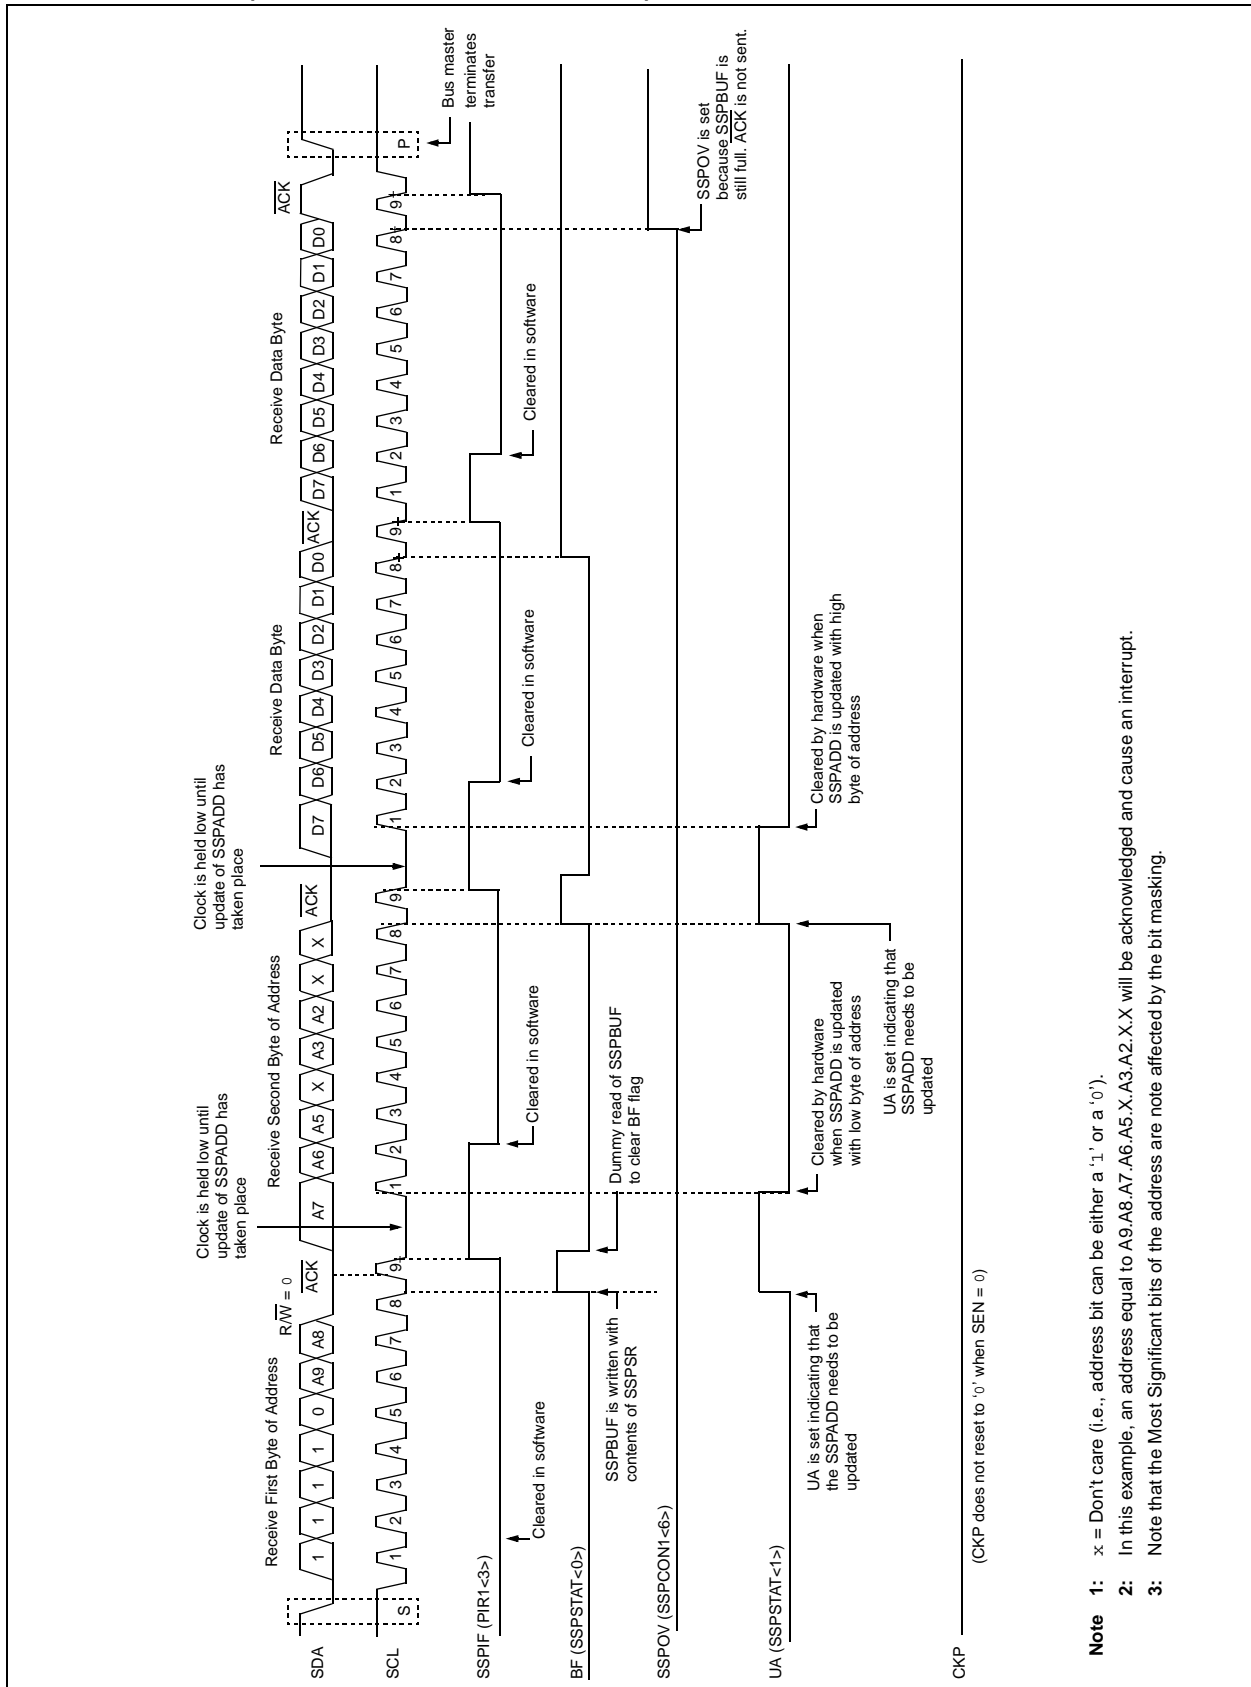 Clock is held low until
update of SSPADD has
taken place
Clock is held low until
update of SSPADD has
taken place
Receive First Byte of Address
R/W̅ = 0
Receive Second Byte of Address
Receive Data Byte
Receive Data Byte
A̅C̅K̅
A̅C̅K̅
A̅C̅K̅
A̅C̅K̅
SDA
1 1 1 1 0 A9 A8
A7 A6 A5 X A3 A2 X X
D7 D6 D5 D4 D3 D2 D1 D0
D7 D6 D5 D4 D3 D2 D1 D0
SCL
S
1 2 3 4 5 6 7 8 9
1 2 3 4 5 6 7 8 9
1 2 3 4 5 6 7 8 9
1 2 3 4 5 6 7 8 9
P
Bus master
terminates
transfer
SSPIF (PIR1<3>)
Cleared in software
Cleared in software
Cleared in software
Cleared in software
BF (SSPSTAT<0>)
SSPBUF is written with
contents of SSPSR
Dummy read of SSPBUF
to clear BF flag
SSPOV (SSPCON1<6>)
SSPOV is set
because SSPBUF is
still full. A̅C̅K̅ is not sent.
UA (SSPSTAT<1>)
UA is set indicating that
the SSPADD needs to be
updated
Cleared by hardware
when SSPADD is updated
with low byte of address
UA is set indicating that
SSPADD needs to be
updated
Cleared by hardware when
SSPADD is updated with high
byte of address
CKP
(CKP does not reset to ‘0’ when SEN = 0)
Note 1: x = Don't care (i.e., address bit can be either a ‘1’ or a ‘0’).
2: In this example, an address equal to A9.A8.A7.A6.A5.X.A3.A2.X.X will be acknowledged and cause an interrupt.
3: Note that the Most Significant bits of the address are note affected by the bit masking.